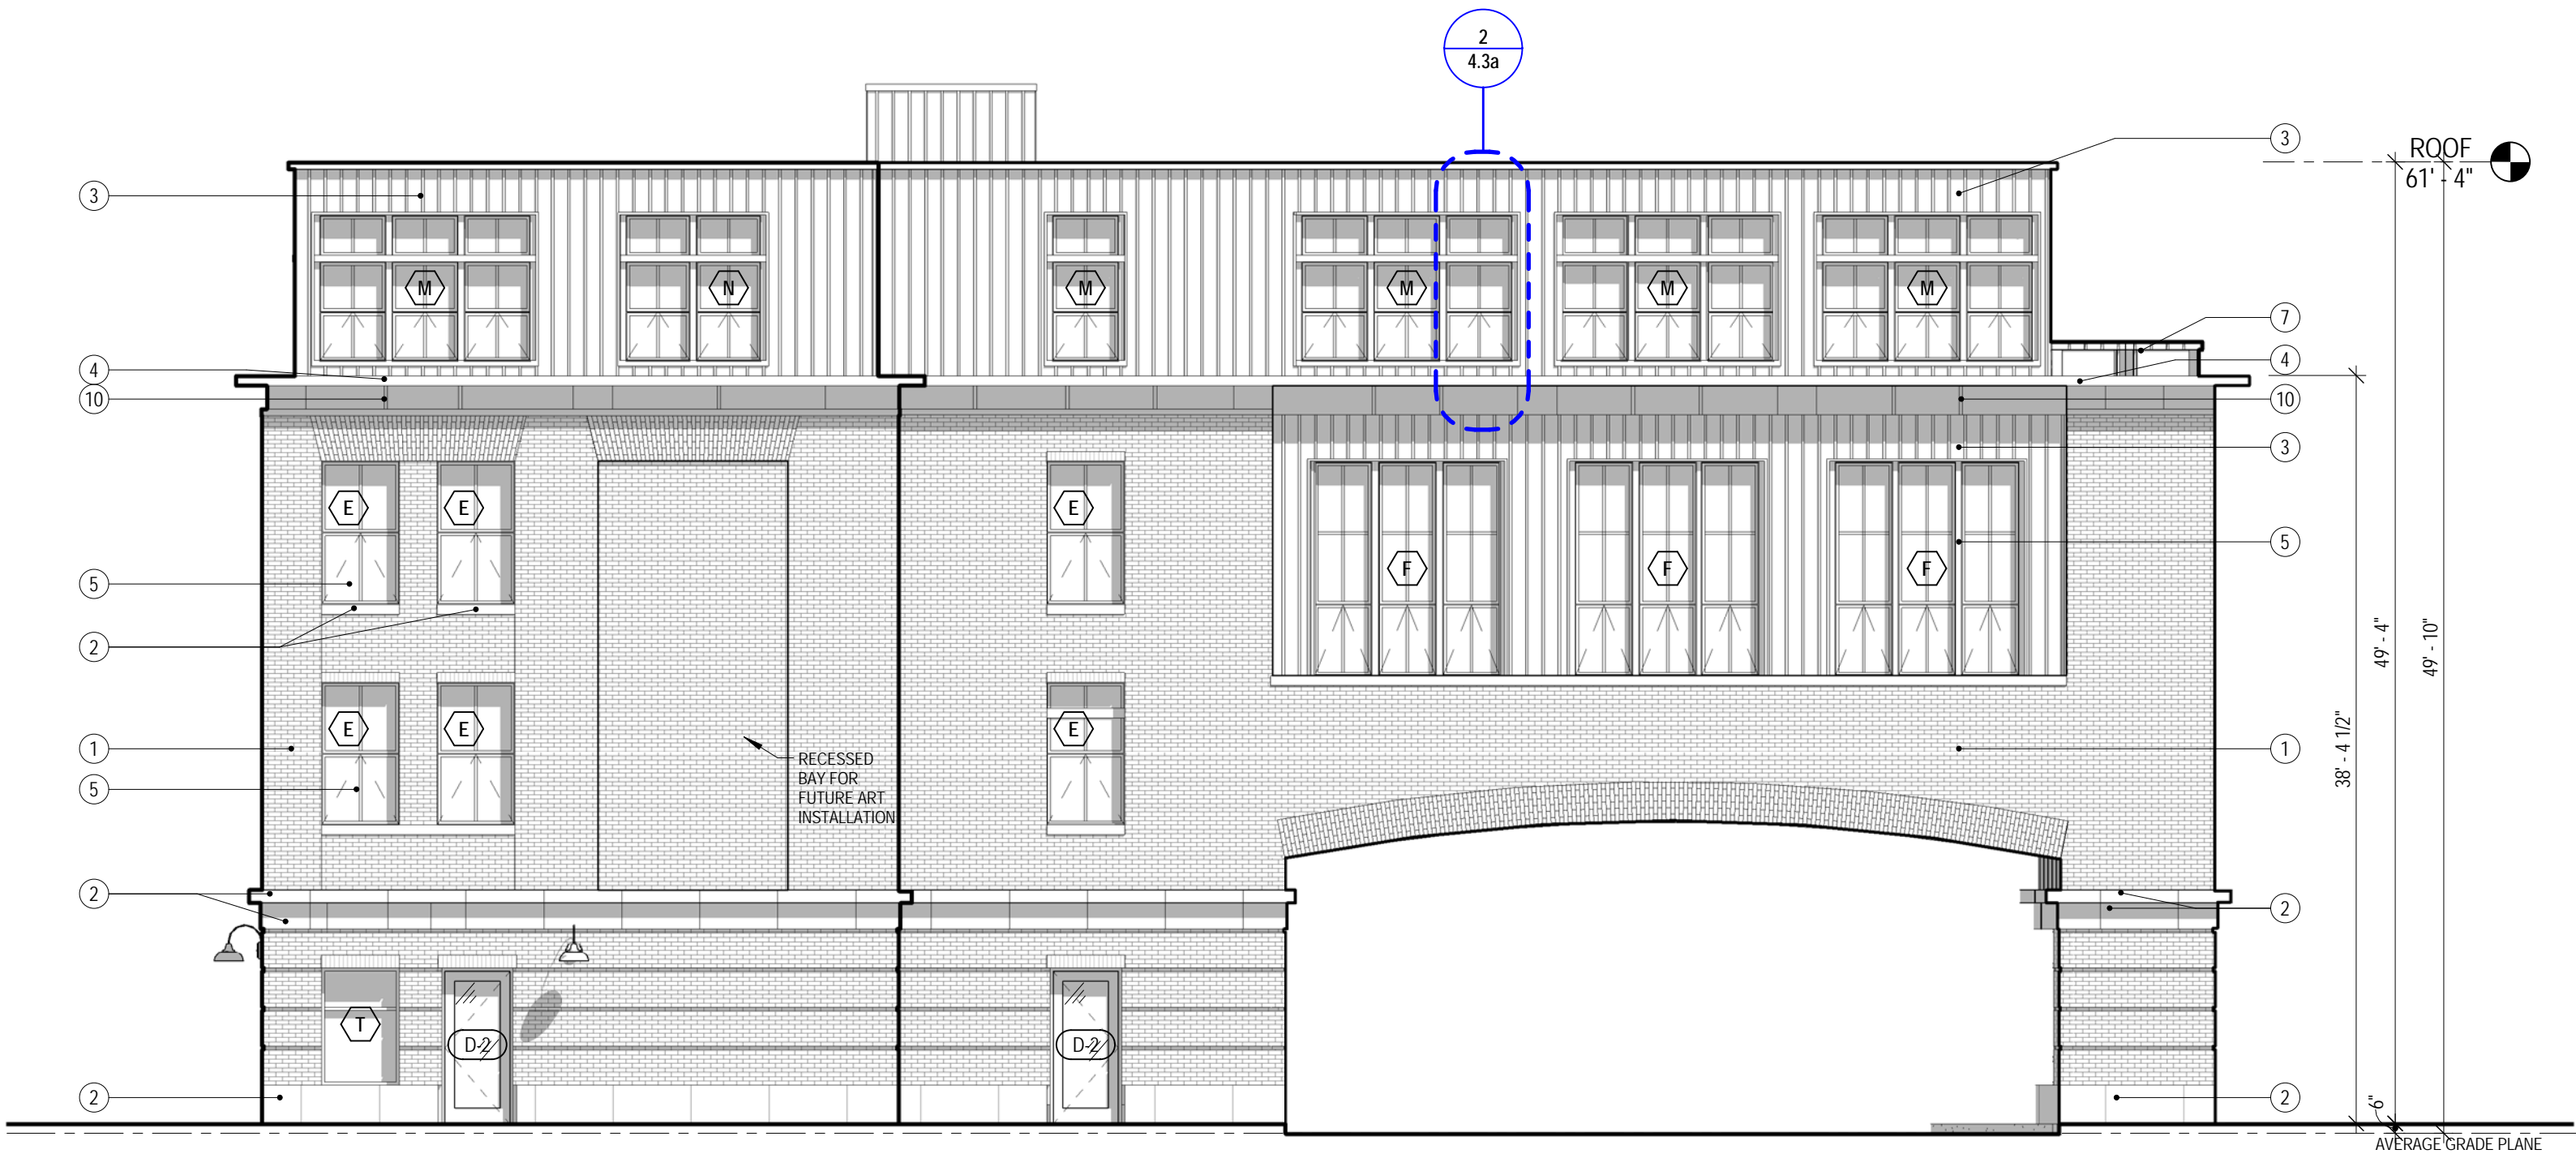 2
4.3a
3
ROOF
61' - 4"
3
M
N
M
M
M
M
7
4
4
10
10
3
E
E
E
5
F
F
F
5
2
49' - 4"
49' - 10"
E
E
E
38' - 4 1/2"
1
1
RECESSED
BAY FOR
FUTURE ART
INSTALLATION
5
2
2
T
D-2
D-2
2
2
6"
AVERAGE GRADE PLANE